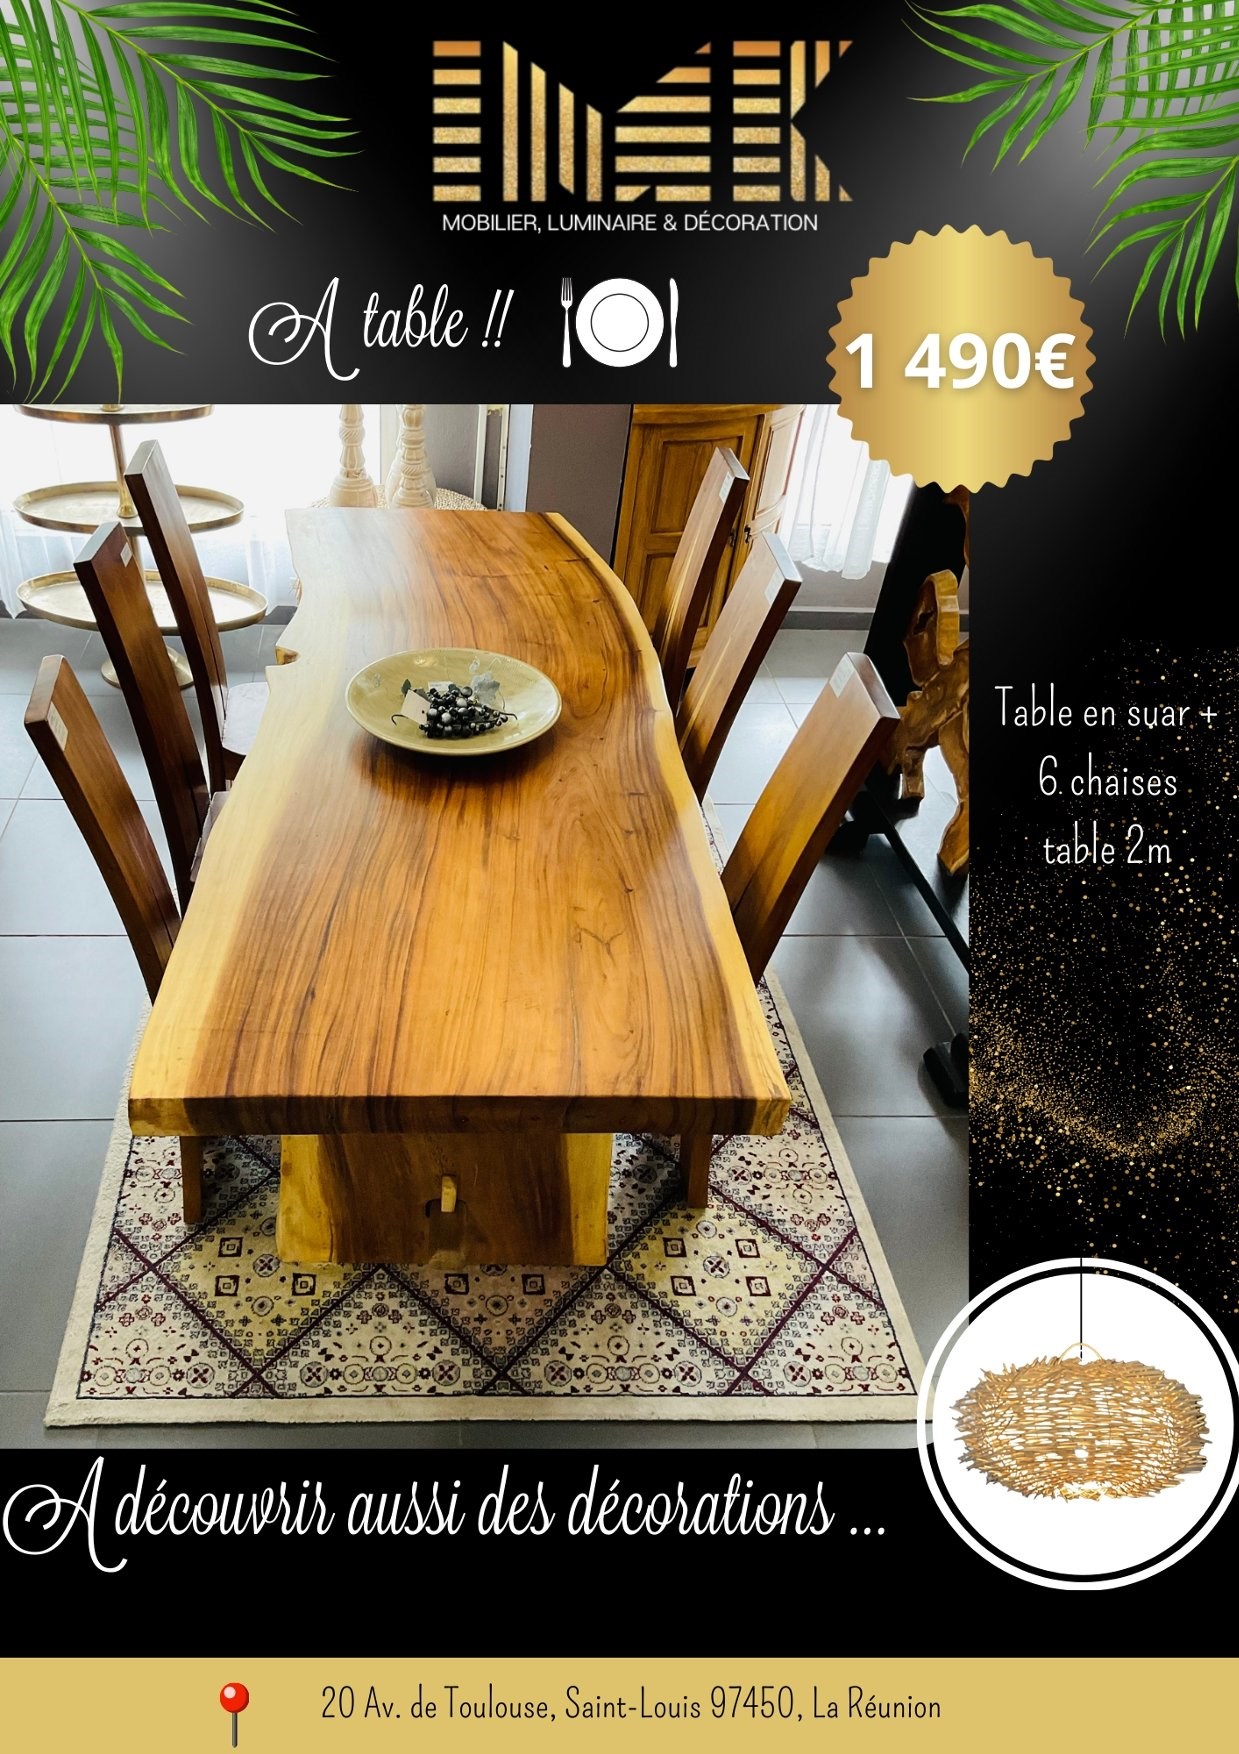 IMK
MOBILIER, LUMINAIRE & DÉCORATION
A table !!
1 490€
Table en suar +
6 chaises
table 2m
A découvrir aussi des décorations ...
20 Av. de Toulouse, Saint-Louis 97450, La Réunion